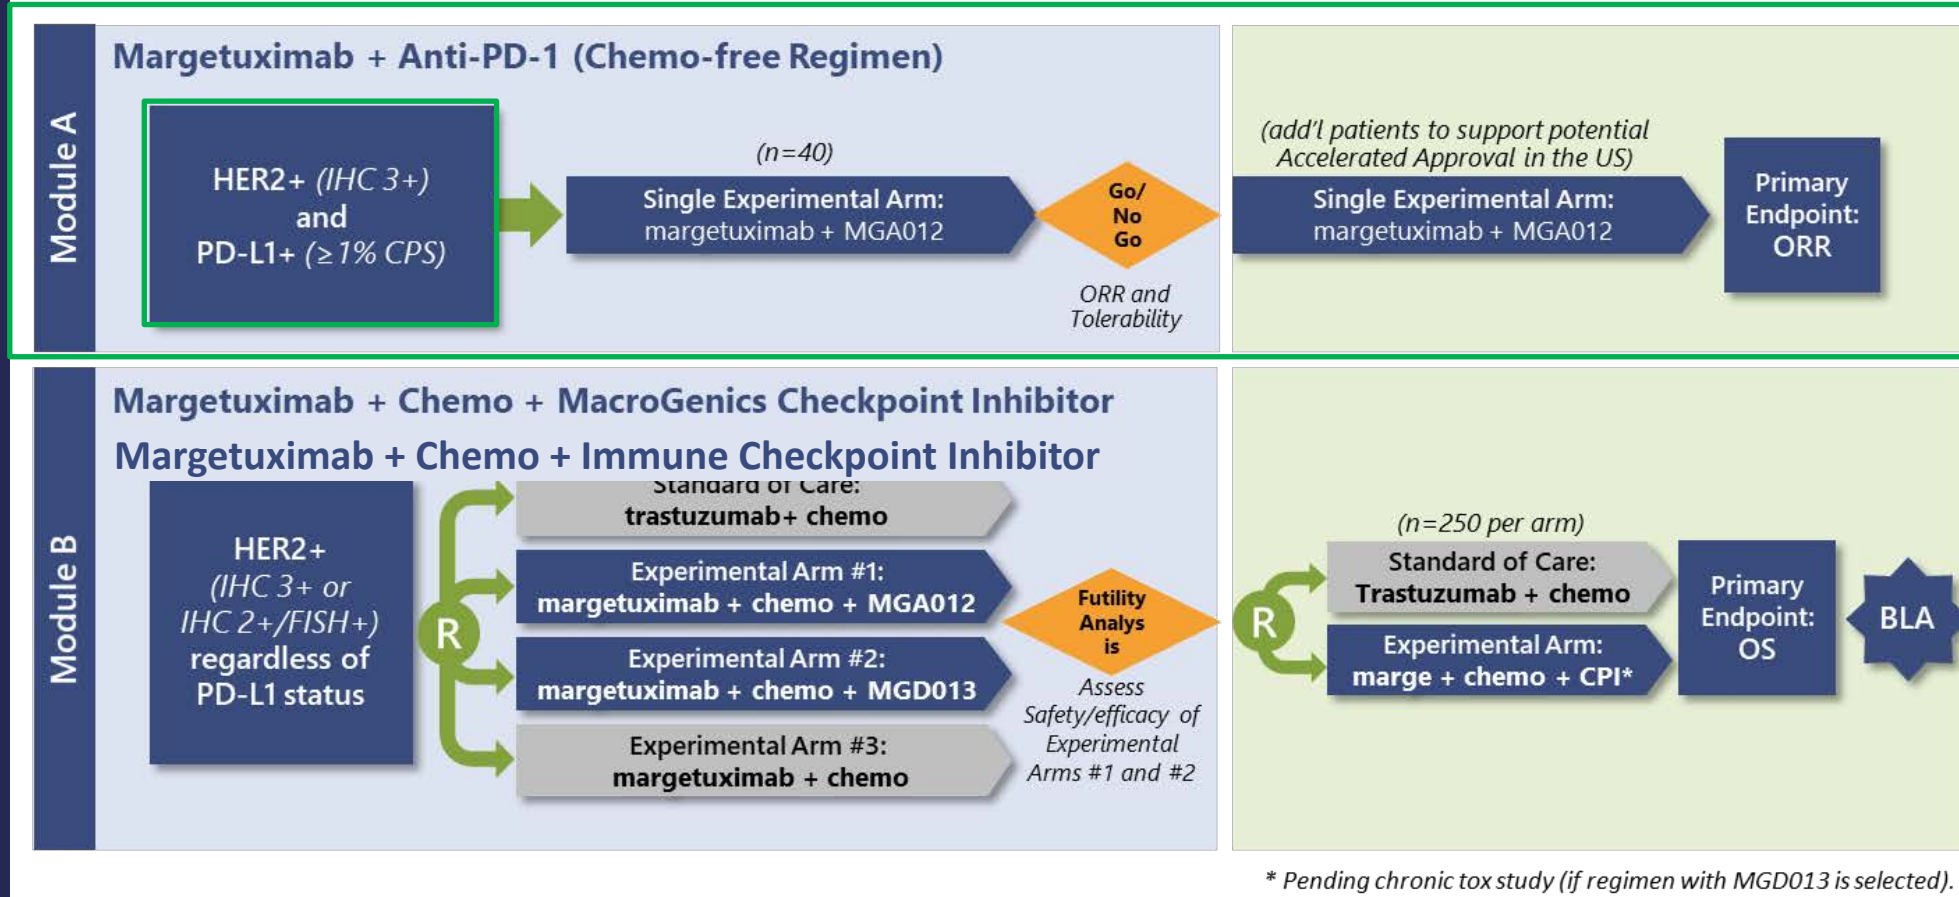 Module A
Margetuximab + Anti-PD-1 (Chemo-free Regimen)
HER2+ (IHC 3+)
and
PD-L1+ (≥1% CPS)
(n=40)
Single Experimental Arm:
margetuximab + MGA012
Go/
No
Go
ORR and
Tolerability
(add'l patients to support potential
Accelerated Approval in the US)
Single Experimental Arm:
margetuximab + MGA012
Primary
Endpoint:
ORR
Module B
Margetuximab + Chemo + MacroGenics Checkpoint Inhibitor
Margetuximab + Chemo + Immune Checkpoint Inhibitor
HER2+
(IHC 3+ or
IHC 2+/FISH+)
regardless of
PD-L1 status
R
Standard of Care:
trastuzumab+ chemo
Experimental Arm #1:
margetuximab + chemo + MGA012
Experimental Arm #2:
margetuximab + chemo + MGD013
Experimental Arm #3:
margetuximab + chemo
Futility
Analys
is
Assess
Safety/efficacy of
Experimental
Arms #1 and #2
R
(n=250 per arm)
Standard of Care:
Trastuzumab + chemo
Experimental Arm:
marge + chemo + CPI*
Primary
Endpoint:
OS
BLA
* Pending chronic tox study (if regimen with MGD013 is selected).